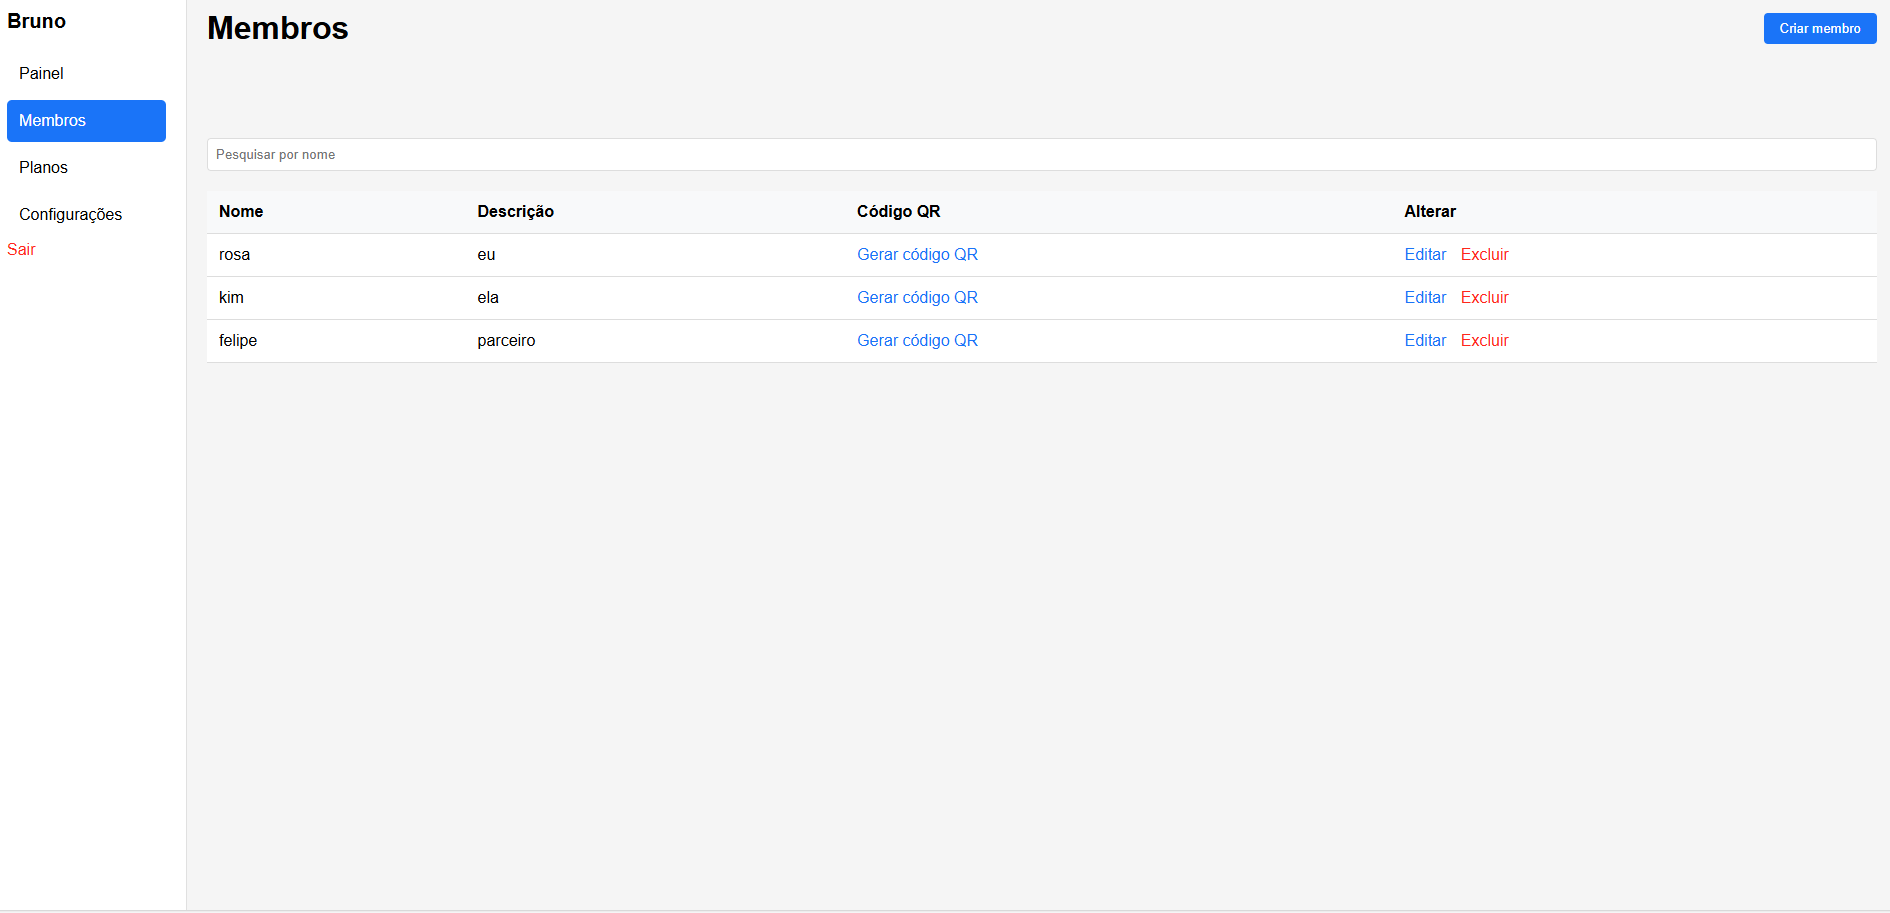 Bruno
Painel
Membros
Planos
Configurações
Sair
Membros
Criar membro
Pesquisar por nome
Nome Descrição Código QR Alterar
rosa eu Gerar código QR Editar Excluir
kim ela Gerar código QR Editar Excluir
felipe parceiro Gerar código QR Editar Excluir